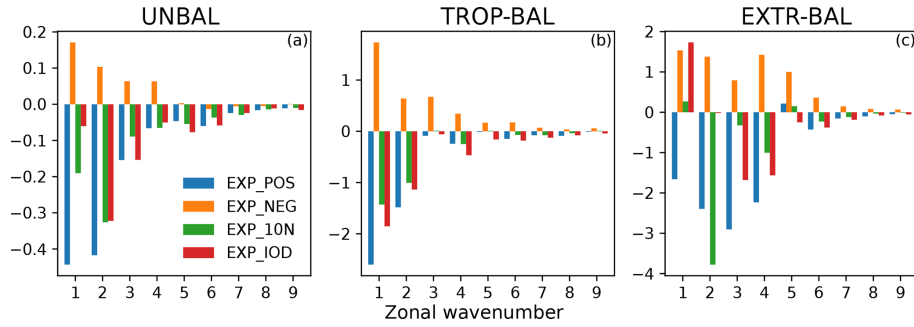 UNBAL
TROP-BAL
EXTR-BAL
(a)
(b)
(c)
0.2
0.1
0.0
−0.1
−0.2
−0.3
−0.4
EXP_POS
EXP_NEG
EXP_10N
EXP_IOD
1 2 3 4 5 6 7 8 9
1
0
−1
−2
1 2 3 4 5 6 7 8 9
2
1
0
−1
−2
−3
−4
1 2 3 4 5 6 7 8 9
Zonal wavenumber